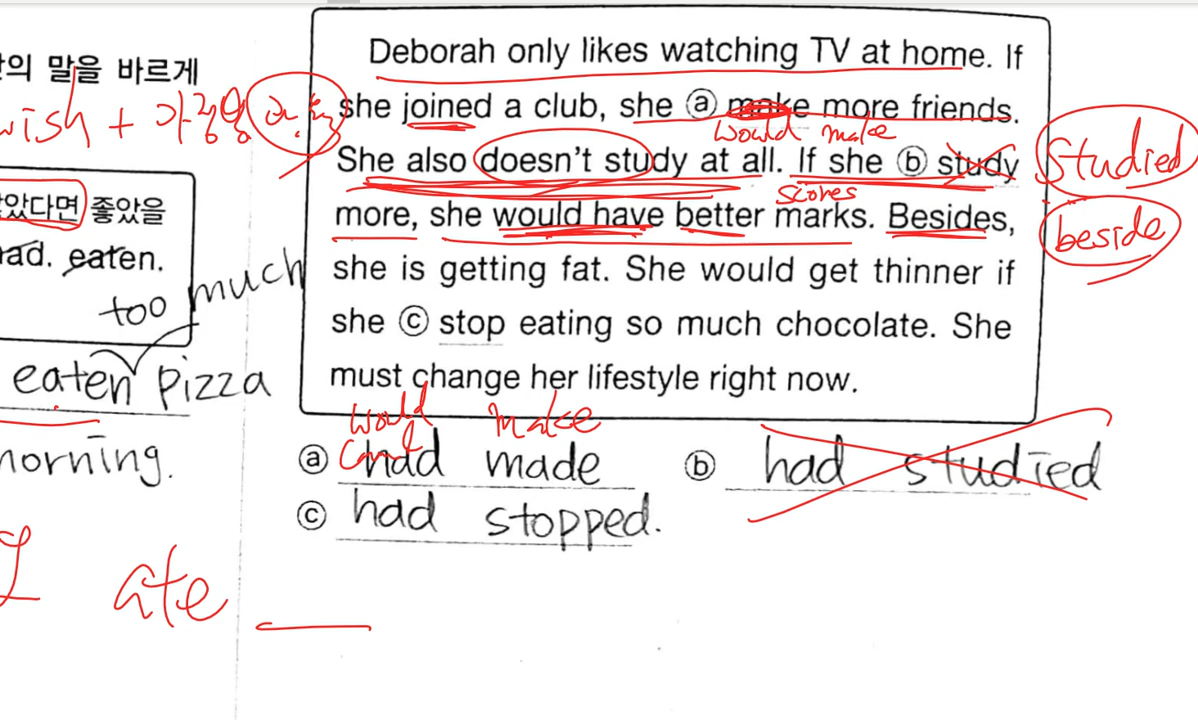 의 말을 바르게
wish + 가정법 과거
았다면 좋았을
had. eaten.
too much
eaten pizza
morning.
I ate
Deborah only likes watching TV at home. If
she joined a club, she ⓐ make more friends.
would make
She also doesn't study at all. If she ⓑ study
studied
scores
more, she would have better marks. Besides,
beside
she is getting fat. She would get thinner if
she ⓒ stop eating so much chocolate. She
must change her lifestyle right now.
would make
ⓐ had made ⓑ had studied
ⓒ had stopped.